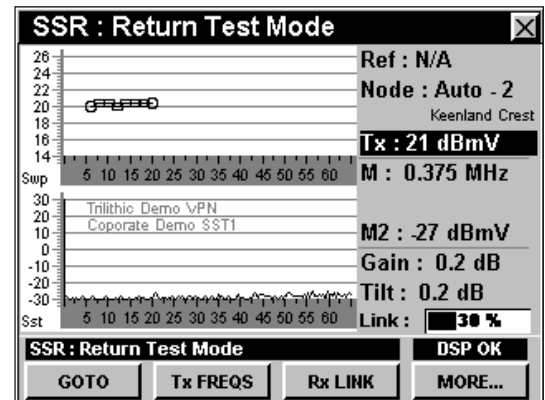 SSR : Return Test Mode
26
24
22
20
18
16
14
Swp 5 10 15 20 25 30 35 40 45 50 55 60
Ref : N/A
Node : Auto - 2
Keenland Crest
Tx : 21 dBmV
M : 0.375 MHz
30
20
10
0
-10
-20
-30
Trilithic Demo VPN
Coporate Demo SST1
Sst 5 10 15 20 25 30 35 40 45 50 55 60
M2 : -27 dBmV
Gain : 0.2 dB
Tilt : 0.2 dB
Link : 30 %
SSR : Return Test Mode DSP OK
GOTO Tx FREQS Rx LINK MORE...